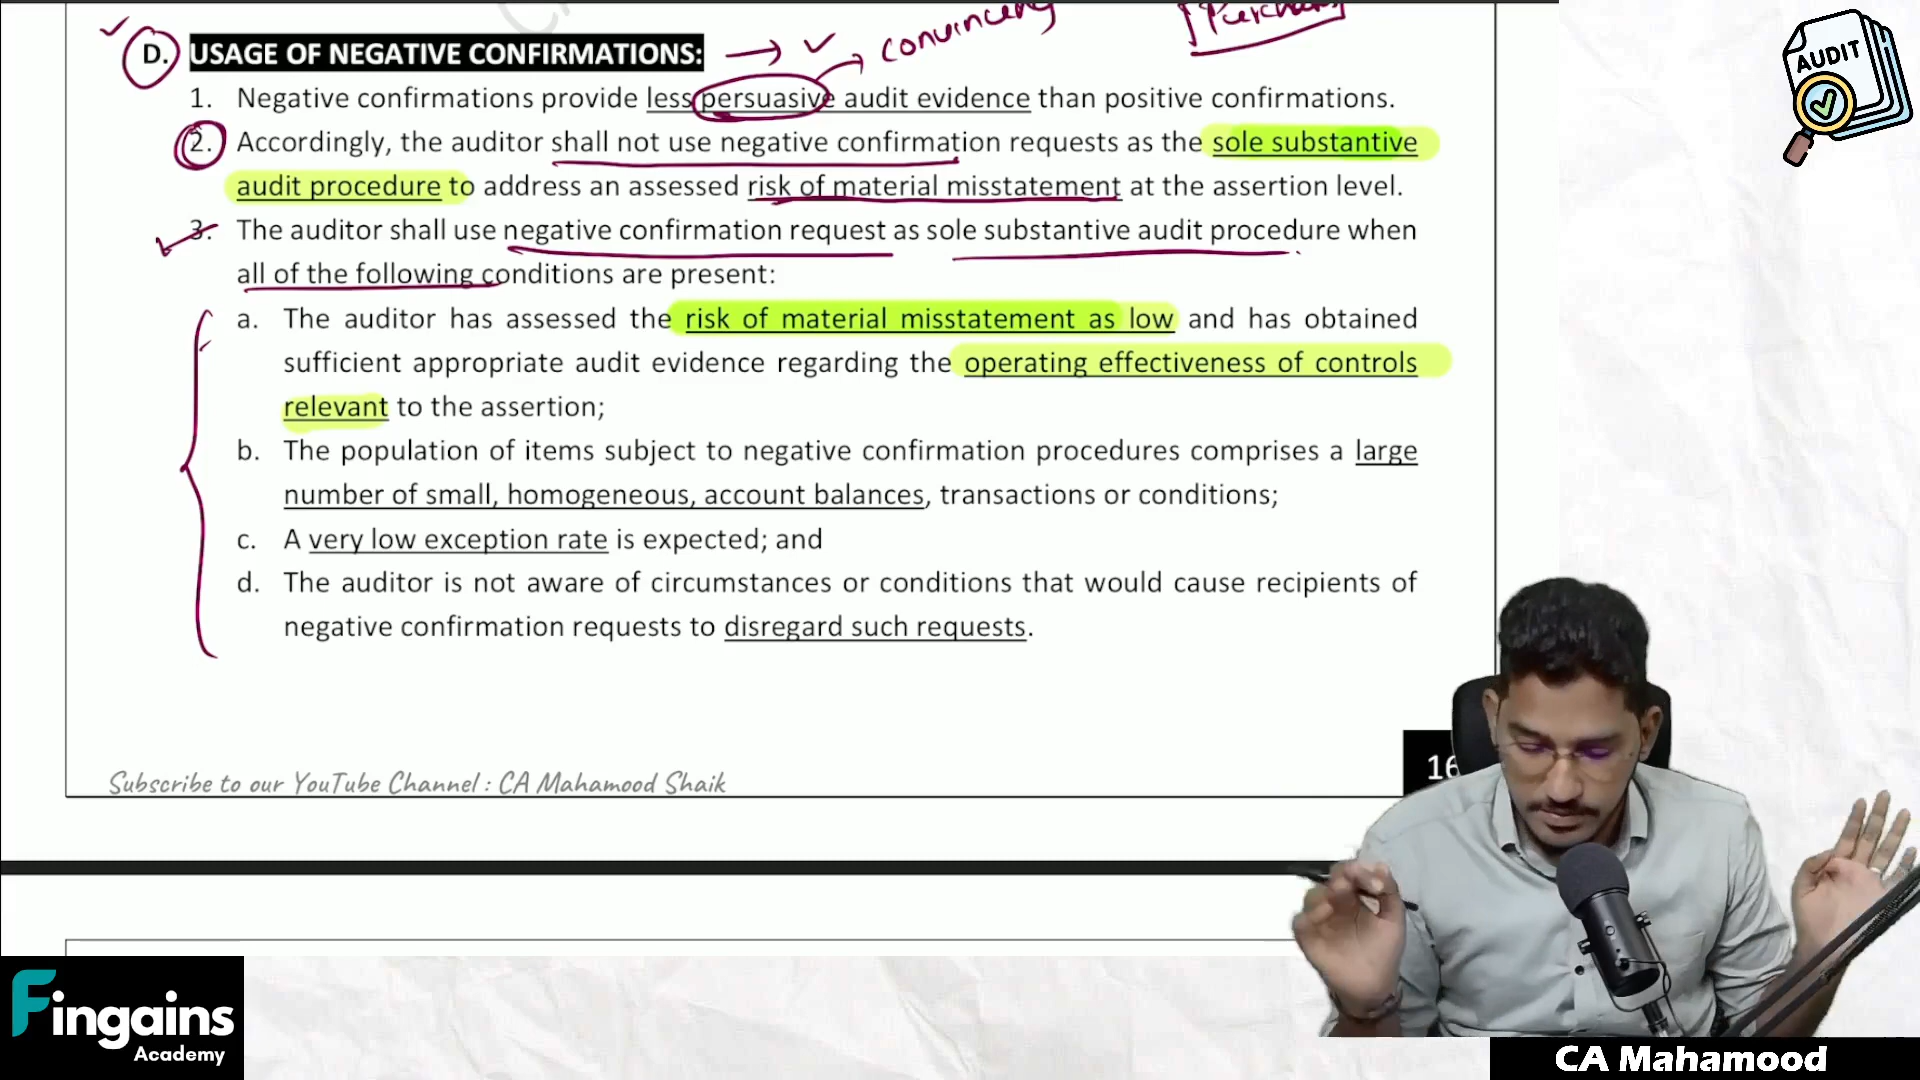 convincing
AUDIT
D. USAGE OF NEGATIVE CONFIRMATIONS:
1. Negative confirmations provide less persuasive audit evidence than positive confirmations.
2. Accordingly, the auditor shall not use negative confirmation requests as the sole substantive
audit procedure to address an assessed risk of material misstatement at the assertion level.
3. The auditor shall use negative confirmation request as sole substantive audit procedure when
all of the following conditions are present:
a. The auditor has assessed the risk of material misstatement as low and has obtained
sufficient appropriate audit evidence regarding the operating effectiveness of controls
relevant to the assertion;
b. The population of items subject to negative confirmation procedures comprises a large
number of small, homogeneous, account balances, transactions or conditions;
c. A very low exception rate is expected; and
d. The auditor is not aware of circumstances or conditions that would cause recipients of
negative confirmation requests to disregard such requests.
Subscribe to our YouTube Channel : CA Mahamood Shaik
Fingains
Academy
CA Mahamood